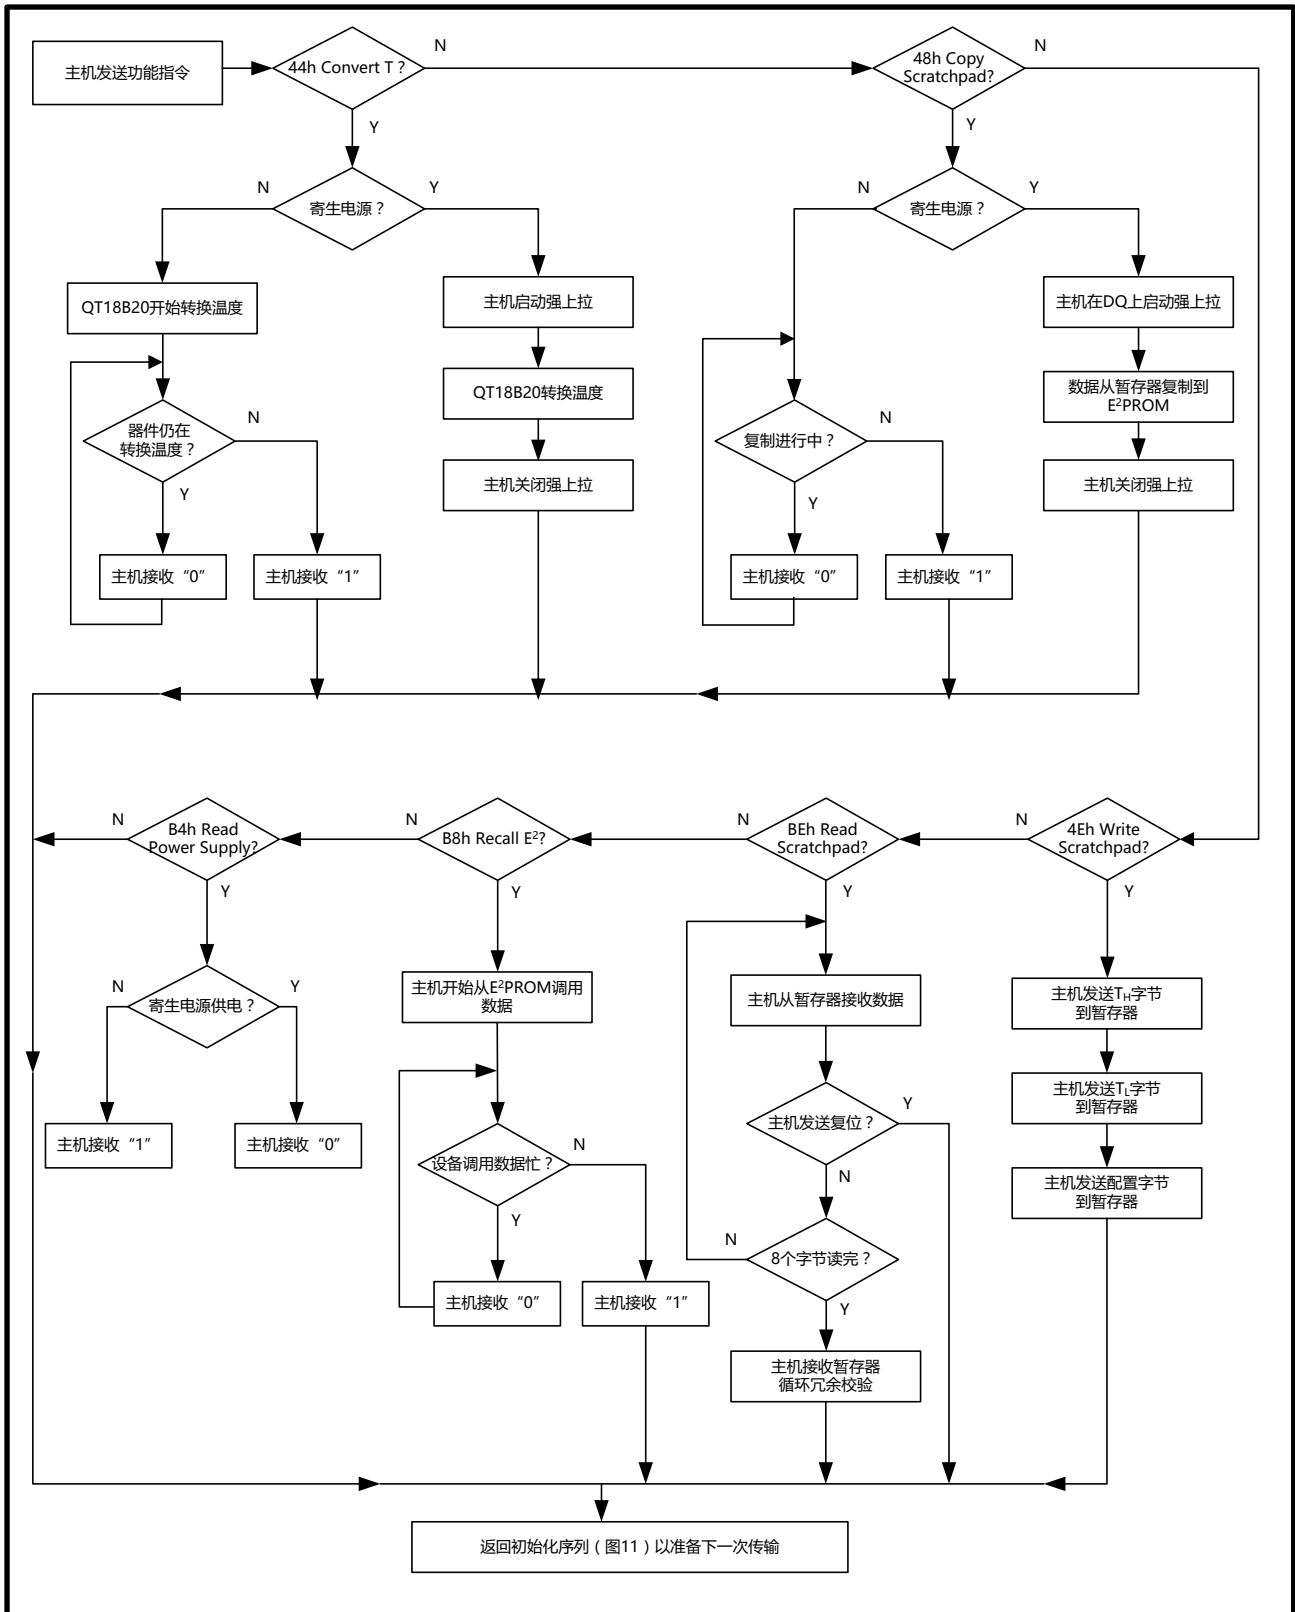 主机发送功能指令
44h Convert T？
N
Y
48h Copy
Scratchpad?
N
Y
寄生电源？
N
Y
寄生电源？
N
Y
QT18B20开始转换温度
主机启动强上拉
主机在DQ上启动强上拉
QT18B20转换温度
数据从暂存器复制到
E²PROM
器件仍在
转换温度？
N
Y
复制进行中？
N
Y
主机关闭强上拉
主机关闭强上拉
主机接收“0”
主机接收“1”
主机接收“0”
主机接收“1”
N
B4h Read
Power Supply?
Y
N
B8h Recall E²?
Y
N
BEh Read
Scratchpad?
Y
N
4Eh Write
Scratchpad?
Y
N
寄生电源供电？
Y
主机开始从E²PROM调用
数据
主机从暂存器接收数据
主机发送TH字节
到暂存器
主机发送TL字节
到暂存器
主机接收“1”
主机接收“0”
设备调用数据忙？
N
Y
主机发送复位？
Y
N
主机发送配置字节
到暂存器
N
8个字节读完？
Y
主机接收“0”
主机接收“1”
主机接收暂存器
循环冗余校验
返回初始化序列（图11）以准备下一次传输